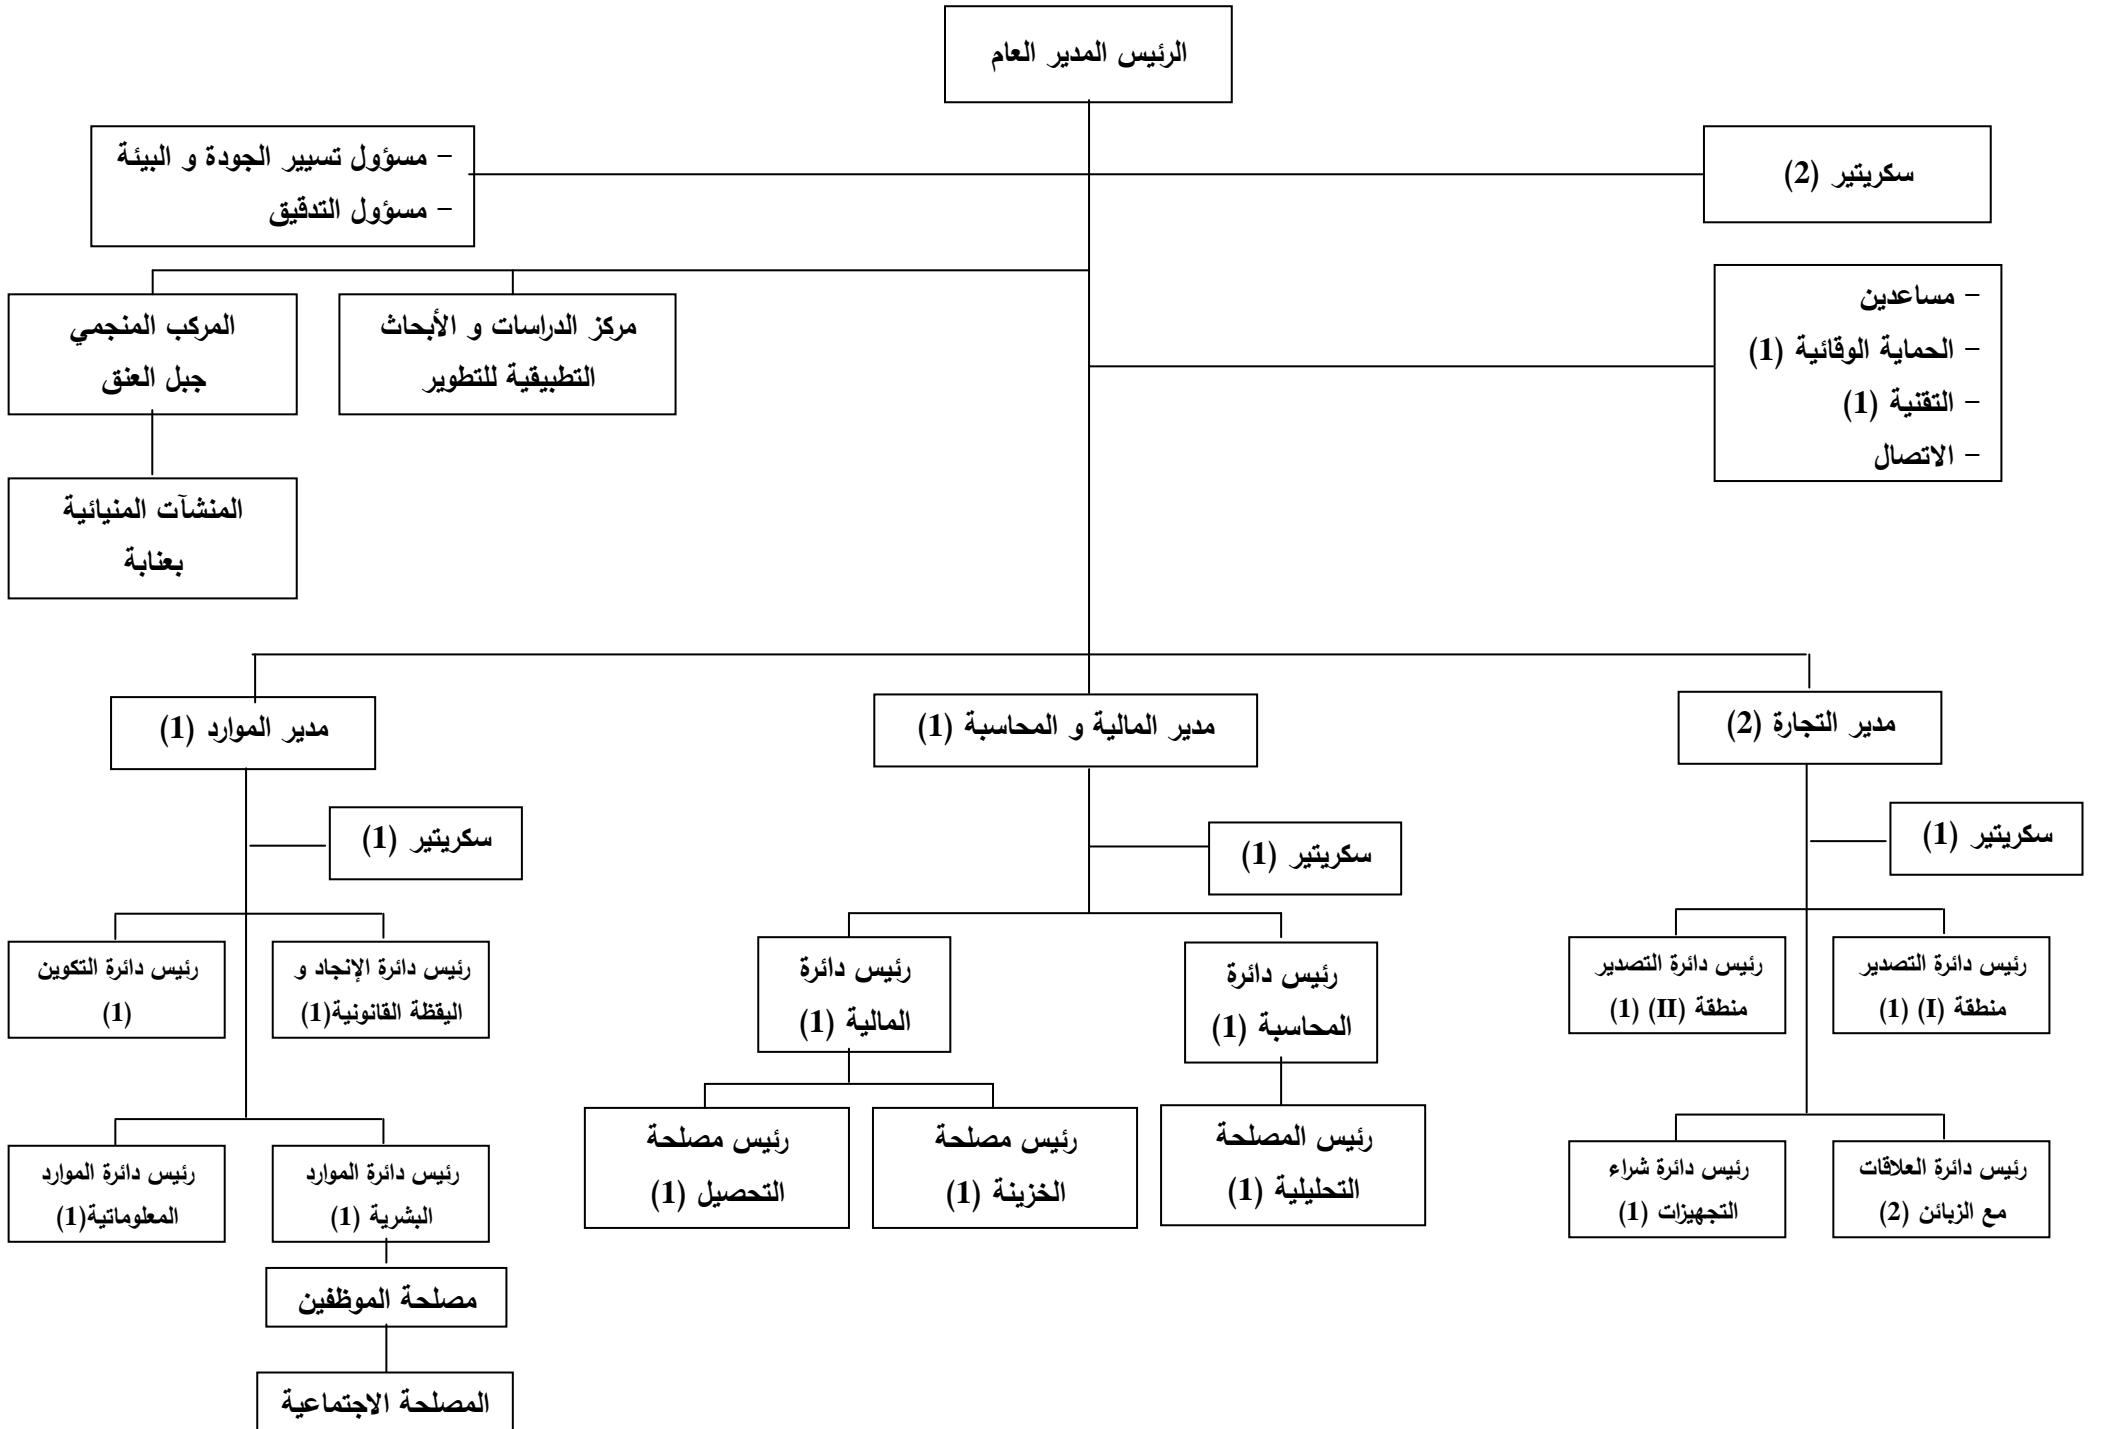 الرئيس المدير العام
سكريتير (2)
- مسؤول تسيير الجودة و البيئة
- مسؤول التدقيق
- مساعدين
- الحماية الوقائية (1)
- التقنية (1)
- الاتصال
مركز الدراسات و الأبحاث
التطبيقية للتطوير
المركب المنجمي
جبل العنق
المنشآت المنيائية
بعنابة
مدير التجارة (2)
مدير المالية و المحاسبة (1)
مدير الموارد (1)
سكريتير (1)
سكريتير (1)
سكريتير (1)
رئيس دائرة التصدير
منطقة (I) (1)
رئيس دائرة التصدير
منطقة (II) (1)
رئيس دائرة
المحاسبة (1)
رئيس دائرة
المالية (1)
رئيس دائرة الإنجاد و
اليقظة القانونية(1)
رئيس دائرة التكوين
(1)
رئيس دائرة العلاقات
مع الزبائن (2)
رئيس دائرة شراء
التجهيزات (1)
رئيس المصلحة
التحليلية (1)
رئيس مصلحة
الخزينة (1)
رئيس مصلحة
التحصيل (1)
رئيس دائرة الموارد
البشرية (1)
رئيس دائرة الموارد
المعلوماتية(1)
مصلحة الموظفين
المصلحة الاجتماعية